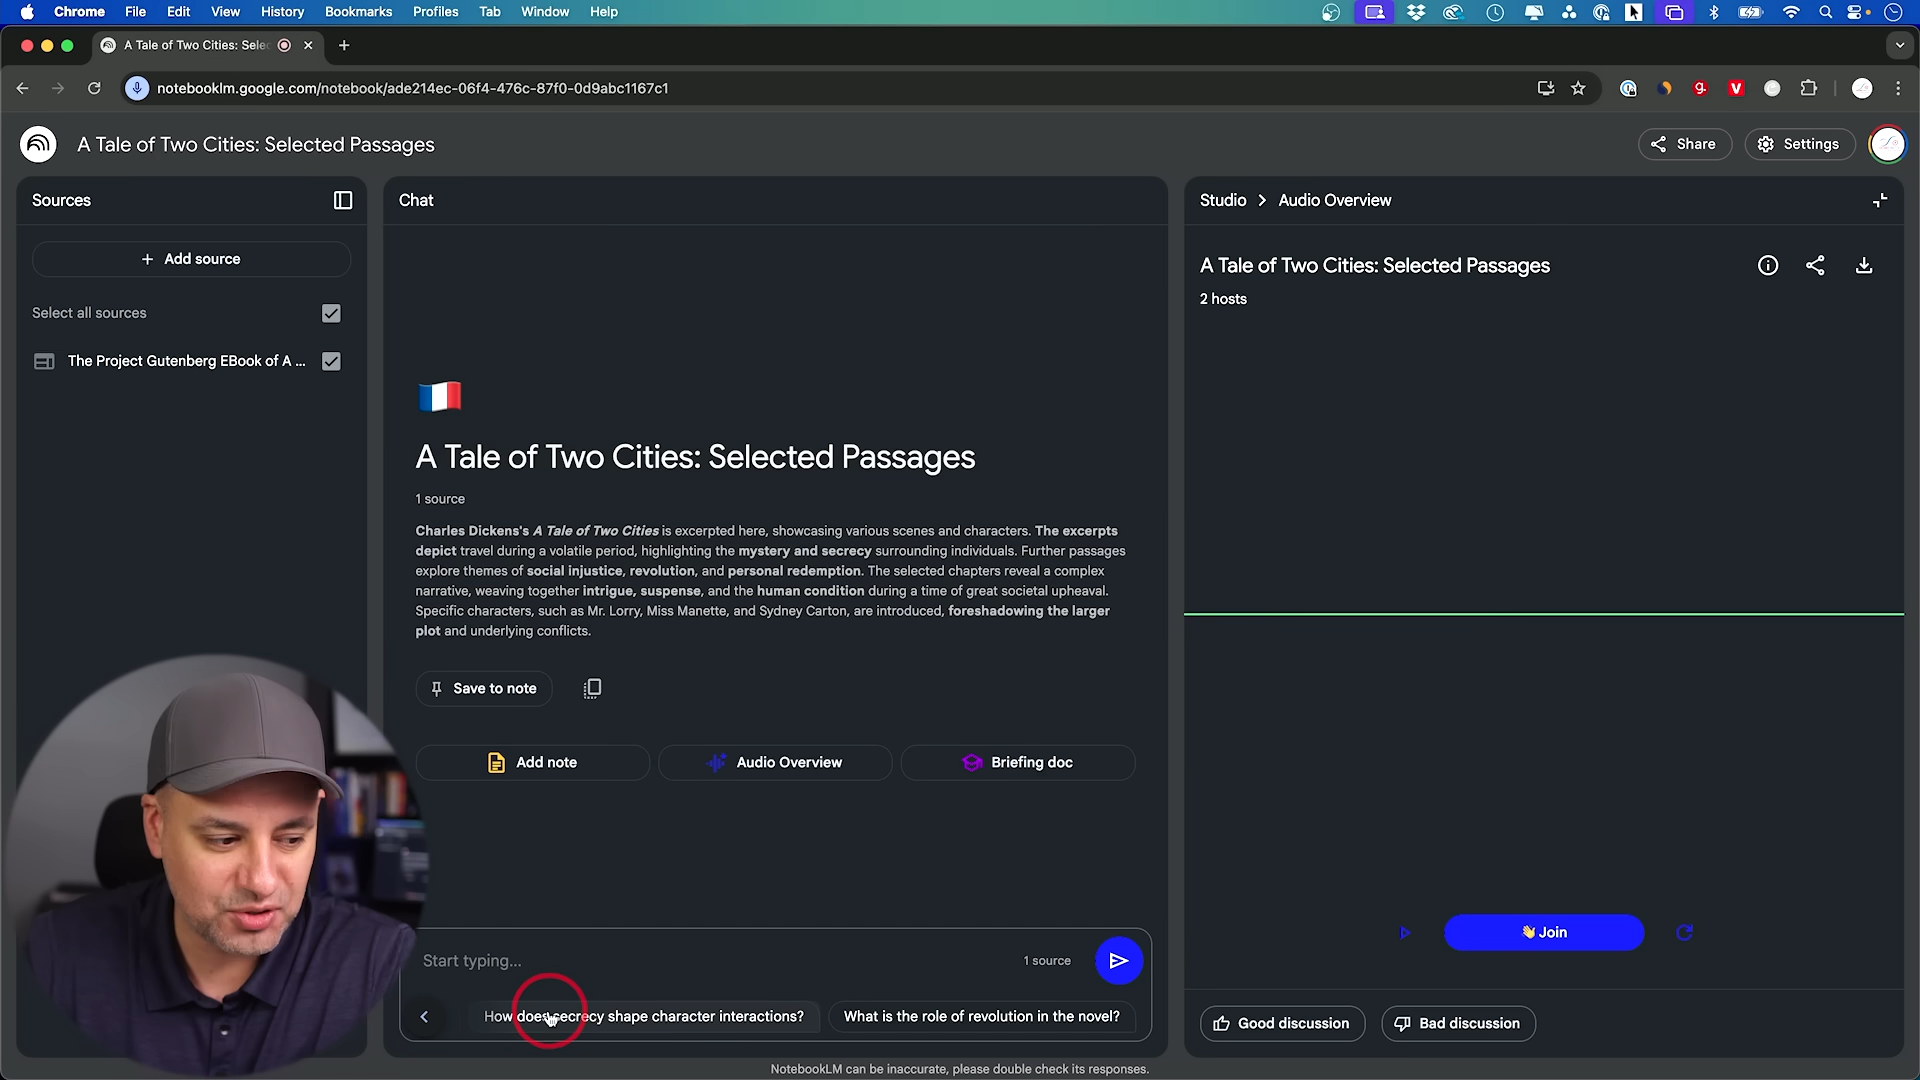 Chrome File Edit View History Bookmarks Profiles Tab Window Help
A Tale of Two Cities: Sele
notebooklm.google.com/notebook/ade214ec-06f4-476c-87f0-0d9abc1167c1
A Tale of Two Cities: Selected Passages
Share
Settings
Sources
Add source
Select all sources
The Project Gutenberg EBook of A ...
Chat
A Tale of Two Cities: Selected Passages
1 source
Charles Dickens's A Tale of Two Cities is excerpted here, showcasing various scenes and characters. The excerpts
depict travel during a volatile period, highlighting the mystery and secrecy surrounding individuals. Further passages
explore themes of social injustice, revolution, and personal redemption. The selected chapters reveal a complex
narrative, weaving together intrigue, suspense, and the human condition during a time of great societal upheaval.
Specific characters, such as Mr. Lorry, Miss Manette, and Sydney Carton, are introduced, foreshadowing the larger
plot and underlying conflicts.
Save to note
Add note
Audio Overview
Briefing doc
Start typing...
1 source
How does secrecy shape character interactions?
What is the role of revolution in the novel?
Studio > Audio Overview
A Tale of Two Cities: Selected Passages
2 hosts
Join
Good discussion
Bad discussion
NotebookLM can be inaccurate, please double check its responses.